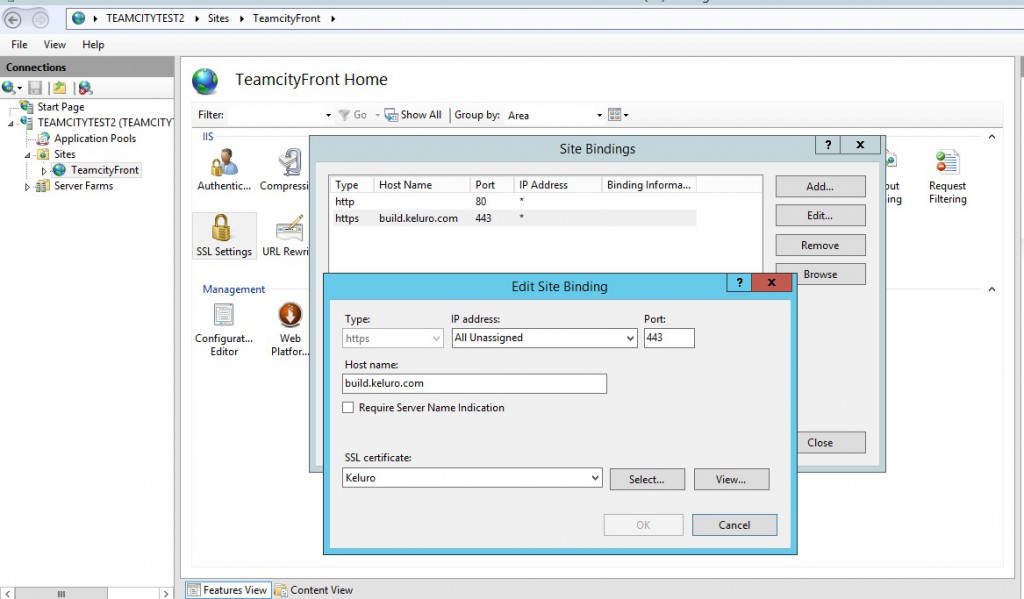 TEAMCITYTEST2 Sites TeamcityFront
File View Help
Connections
Start Page
TEAMCITYTEST2 (TEAMCITY
Application Pools
Sites
TeamcityFront
Server Farms
TeamcityFront Home
Filter: Go Show All Group by: Area
IIS
Authentic... Compressi
Request
Filtering
SSL Settings URL Rewri
Management
Configurat...
Editor
Web
Platfor...
Site Bindings
? X
Type Host Name Port IP Address Binding Informa...
http 80 *
https build.keluro.com 443 *
Add...
Edit...
Remove
Browse
Close
Edit Site Binding
? X
Type: IP address: Port:
https All Unassigned 443
Host name:
build.keluro.com
Require Server Name Indication
SSL certificate:
Keluro Select... View...
OK Cancel
Features View Content View